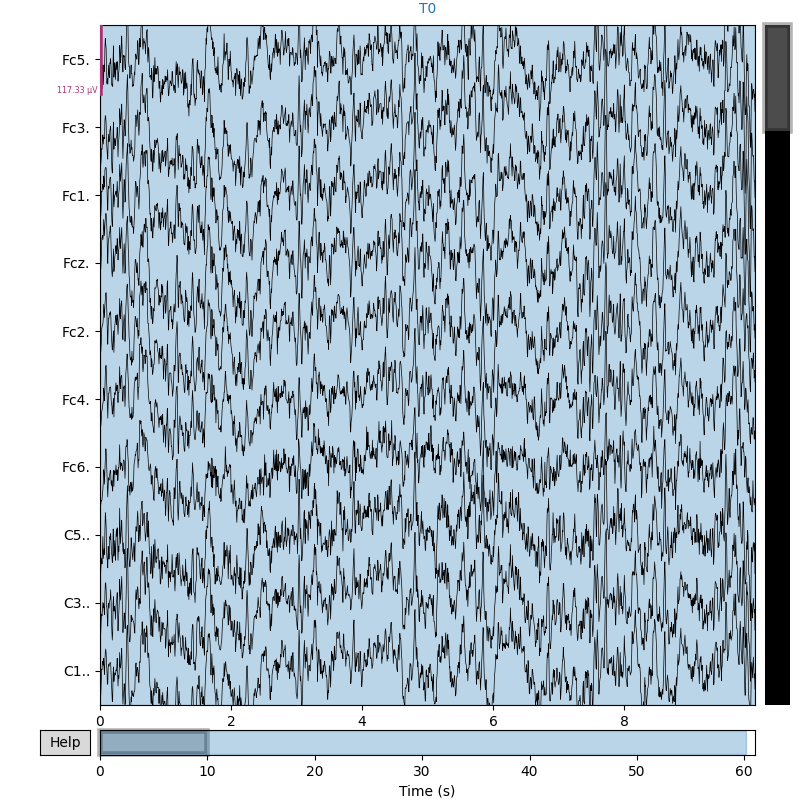 T0
Fc5.
117.33 µV
Fc3.
Fc1.
Fcz.
Fc2.
Fc4.
Fc6.
C5..
C3..
C1..
0 2 4 6 8
Help
0 10 20 30 40 50 60
Time (s)